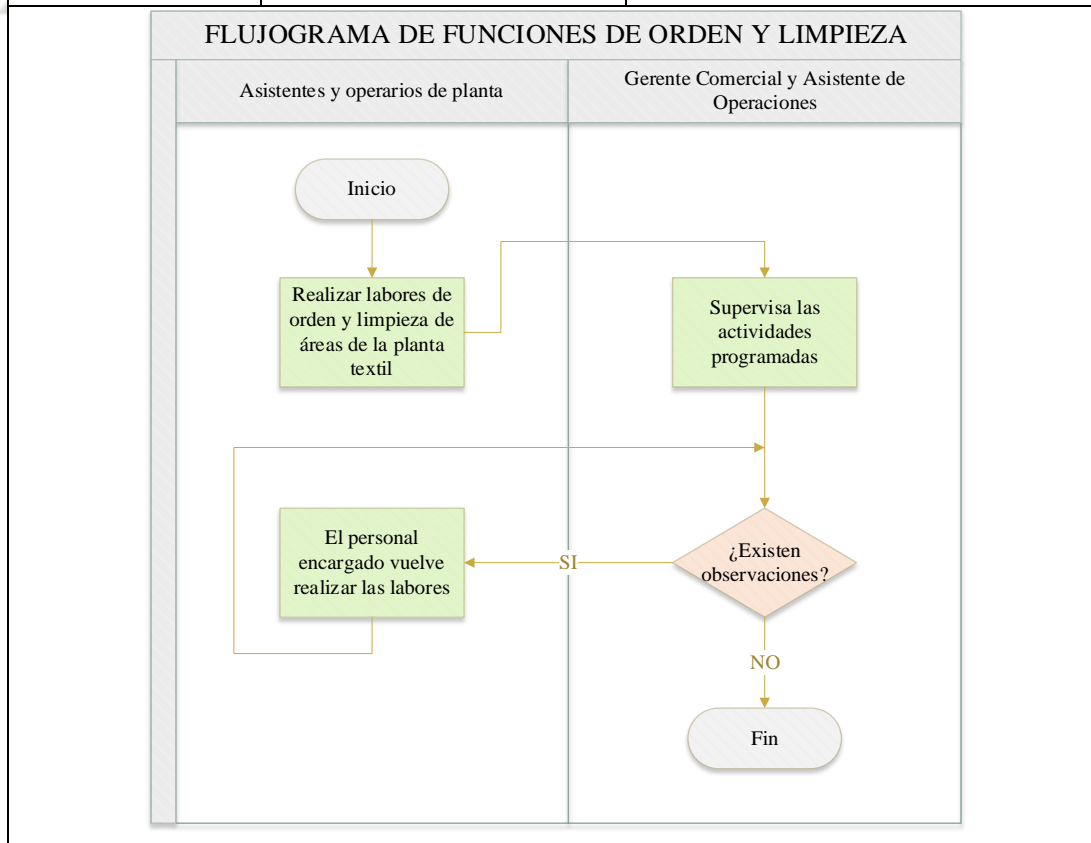 FLUJOGRAMA DE FUNCIONES DE ORDEN Y LIMPIEZA
Asistentes y operarios de planta
Gerente Comercial y Asistente de
Operaciones
Inicio
Realizar labores de
orden y limpieza de
áreas de la planta
textil
Supervisa las
actividades
programadas
El personal
encargado vuelve
realizar las labores
SI
¿Existen
observaciones?
NO
Fin